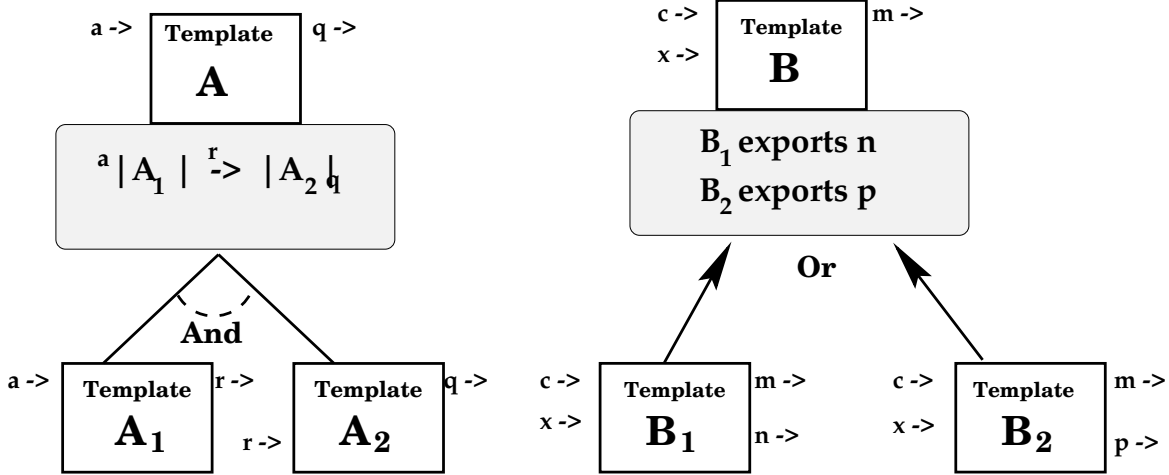 a -> Template q ->
A
a | A1 | r -> | A2 | q
And
a -> Template r ->
A1
Template q ->
r -> A2
c -> Template m ->
x -> B
B1 exports n
B2 exports p
Or
c -> Template m ->
x -> B1 n ->
c -> Template m ->
x -> B2 p ->